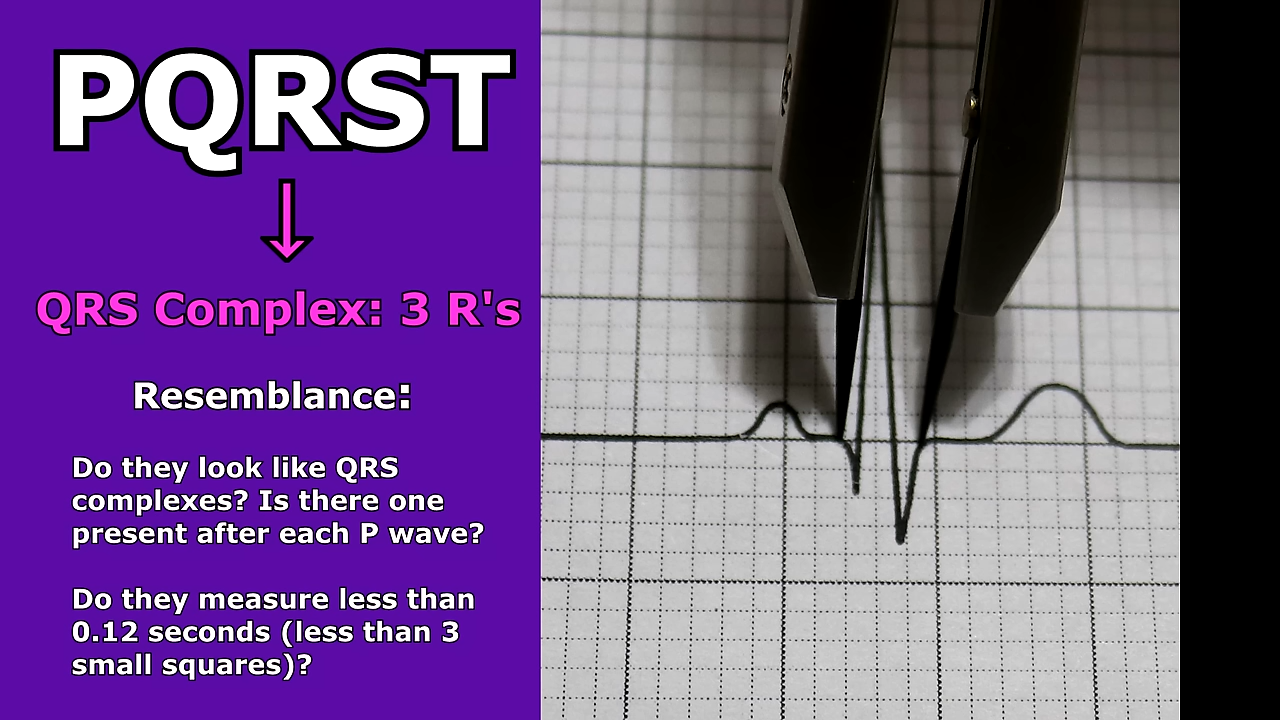 PQRST
QRS Complex: 3 R's
Resemblance:
Do they look like QRS
complexes? Is there one
present after each P wave?
Do they measure less than
0.12 seconds (less than 3
small squares)?